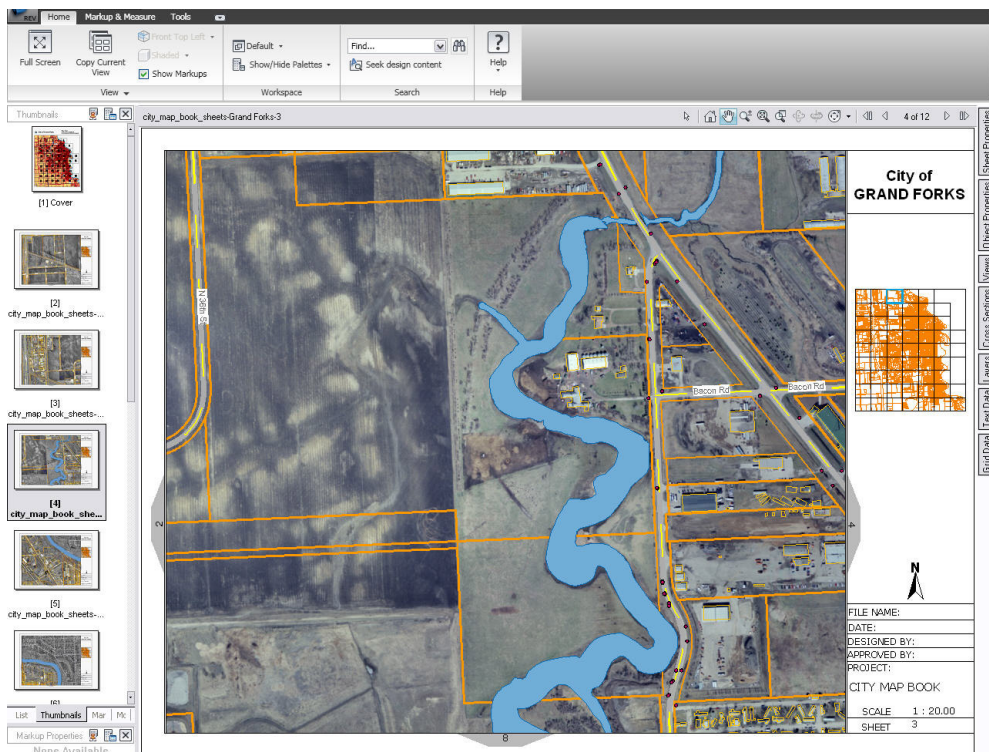 REV
Home Markup & Measure Tools
Full Screen
Copy Current
View
Front Top Left
Shaded
Show Markups
View
Default
Show/Hide Palettes
Workspace
Find...
Seek design content
Search
Help
Help
Thumbnails
[1] Cover
[2]
city_map_book_sheets-...
[3]
city_map_book_sheets-...
[4]
city_map_book_she...
[5]
city_map_book_sheets-...
[6]
List Thumbnails Mar Mc
Markup Properties
None Available
city_map_book_sheets-Grand Forks-3
4 of 12
N 36th St
Bacon Rd
Bacon Rd
2
4
8
City of
GRAND FORKS
N
FILE NAME:
DATE:
DESIGNED BY:
APPROVED BY:
PROJECT:
CITY MAP BOOK
SCALE 1 : 20.00
SHEET 3
Sheet Properties
Object Properties
Views
Cross Sections
Layers
Text Data
Grid Data